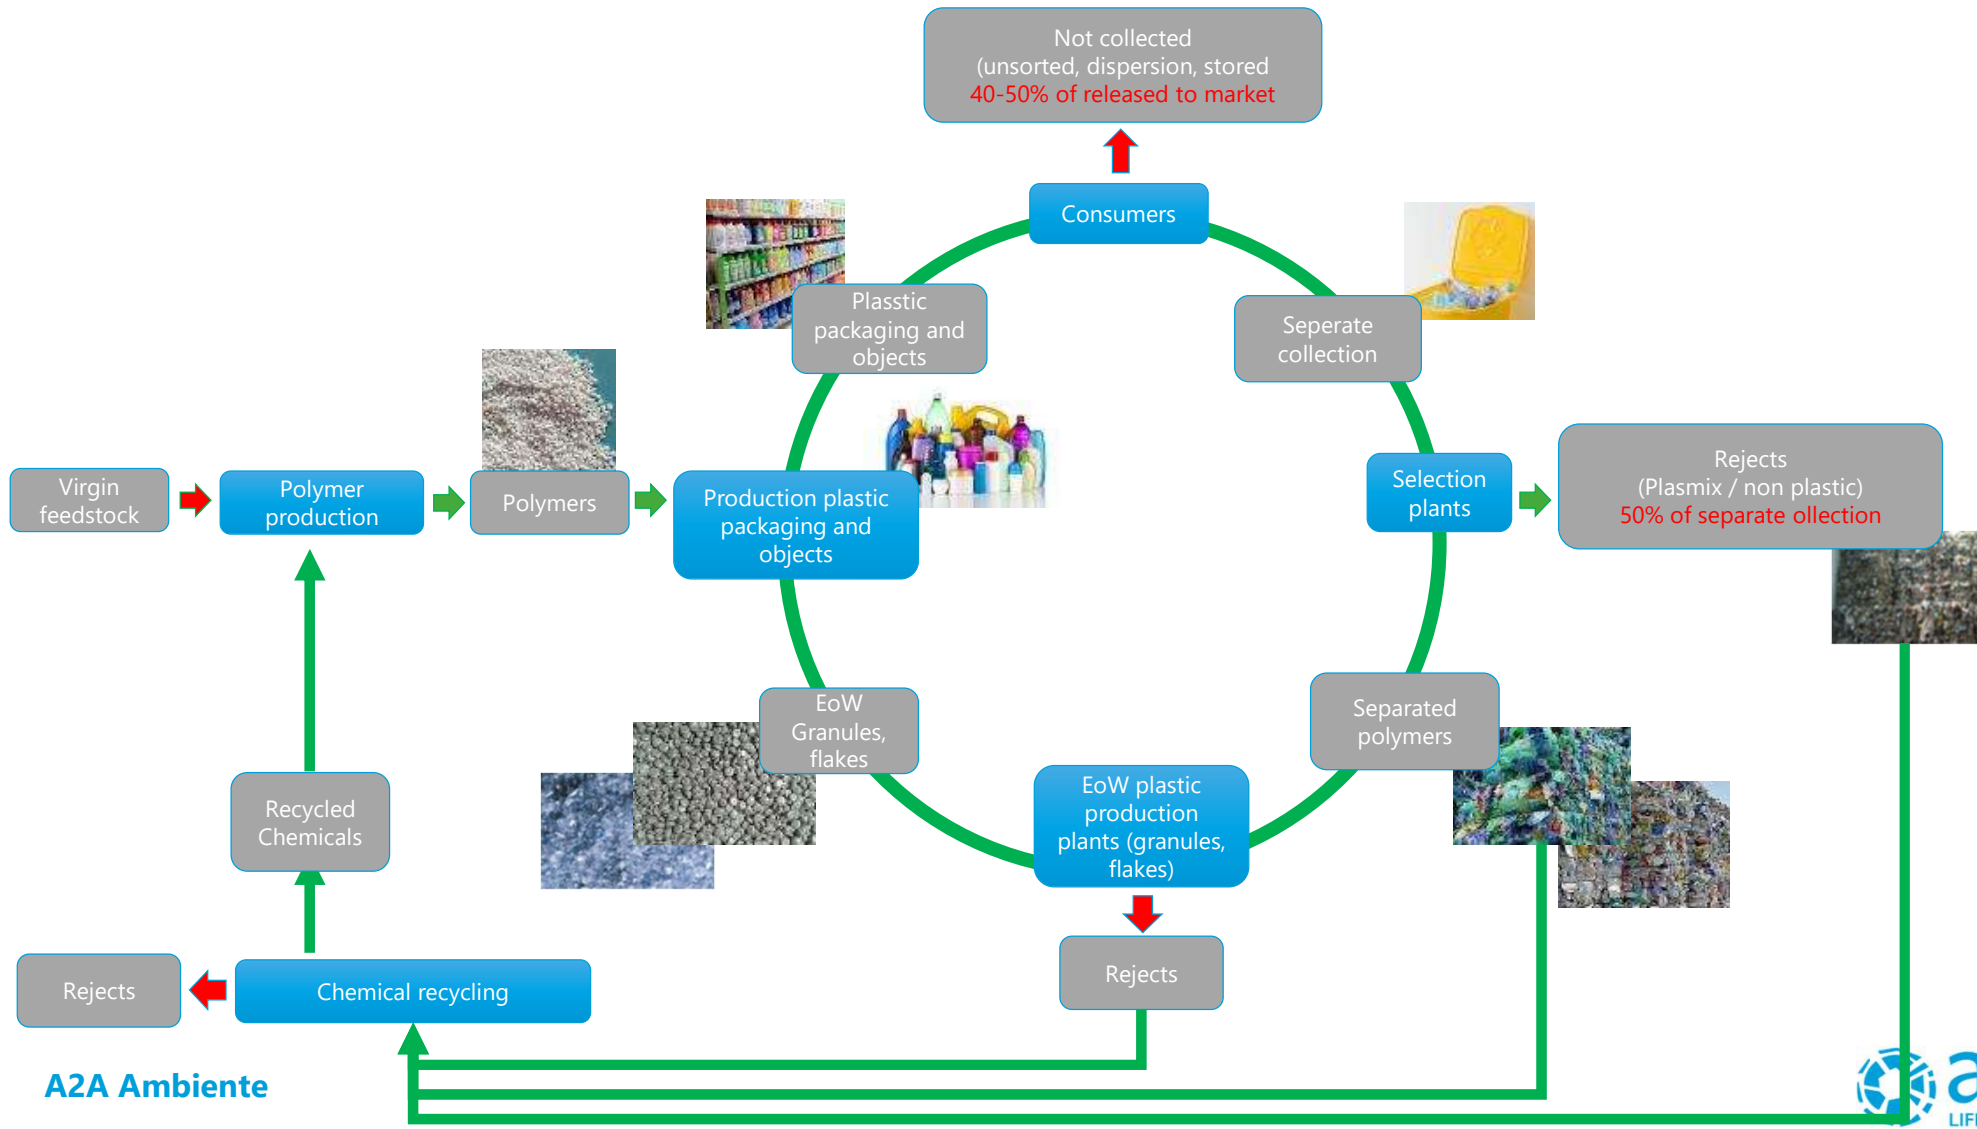 Not collected
(unsorted, dispersion, stored
40-50% of released to market
Consumers
Plasstic
packaging and
objects
Seperate
collection
Virgin
feedstock
Polymer
production
Polymers
Production plastic
packaging and
objects
Selection
plants
Rejects
(Plasmix / non plastic)
50% of separate ollection
EoW
Granules,
flakes
Separated
polymers
Recycled
Chemicals
EoW plastic
production
plants (granules,
flakes)
Rejects
Chemical recycling
Rejects
A2A Ambiente